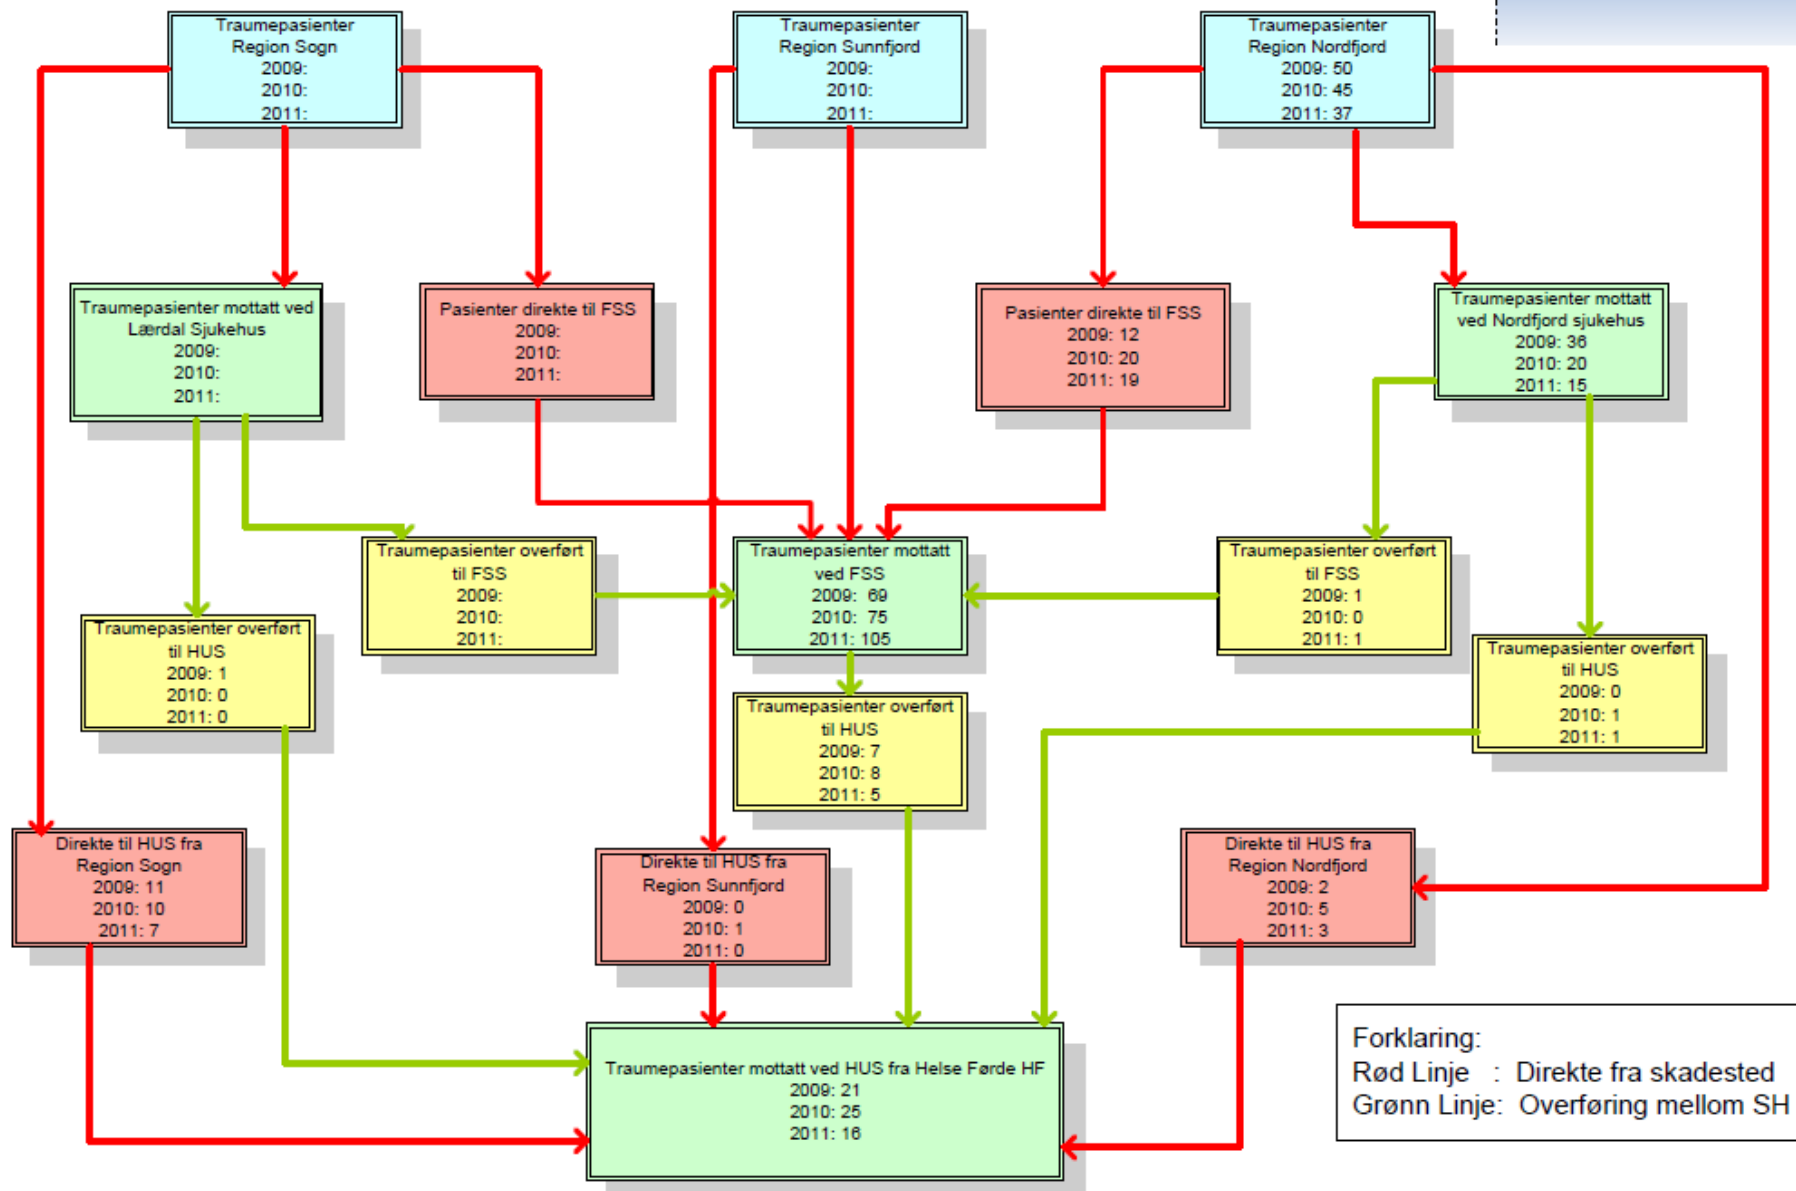 Traumepasienter
Region Sogn
2009:
2010:
2011:
Traumepasienter
Region Sunnfjord
2009:
2010:
2011:
Traumepasienter
Region Nordfjord
2009: 50
2010: 45
2011: 37
Traumepasienter mottatt ved
Lærdal Sjukehus
2009:
2010:
2011:
Pasienter direkte til FSS
2009:
2010:
2011:
Pasienter direkte til FSS
2009: 12
2010: 20
2011: 19
Traumepasienter mottatt
ved Nordfjord sjukehus
2009: 36
2010: 20
2011: 15
Traumepasienter overført
til FSS
2009:
2010:
2011:
Traumepasienter mottatt
ved FSS
2009: 69
2010: 75
2011: 105
Traumepasienter overført
til FSS
2009: 1
2010: 0
2011: 1
Traumepasienter overført
til HUS
2009: 1
2010: 0
2011: 0
Traumepasienter overført
til HUS
2009: 7
2010: 8
2011: 5
Traumepasienter overført
til HUS
2009: 0
2010: 1
2011: 1
Direkte til HUS fra
Region Sogn
2009: 11
2010: 10
2011: 7
Direkte til HUS fra
Region Sunnfjord
2009: 0
2010: 1
2011: 0
Direkte til HUS fra
Region Nordfjord
2009: 2
2010: 5
2011: 3
Traumepasienter mottatt ved HUS fra Helse Førde HF
2009: 21
2010: 25
2011: 16
Forklaring:
Rød Linje : Direkte fra skadested
Grønn Linje: Overføring mellom SH